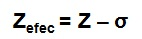 Zefec = Z – σ